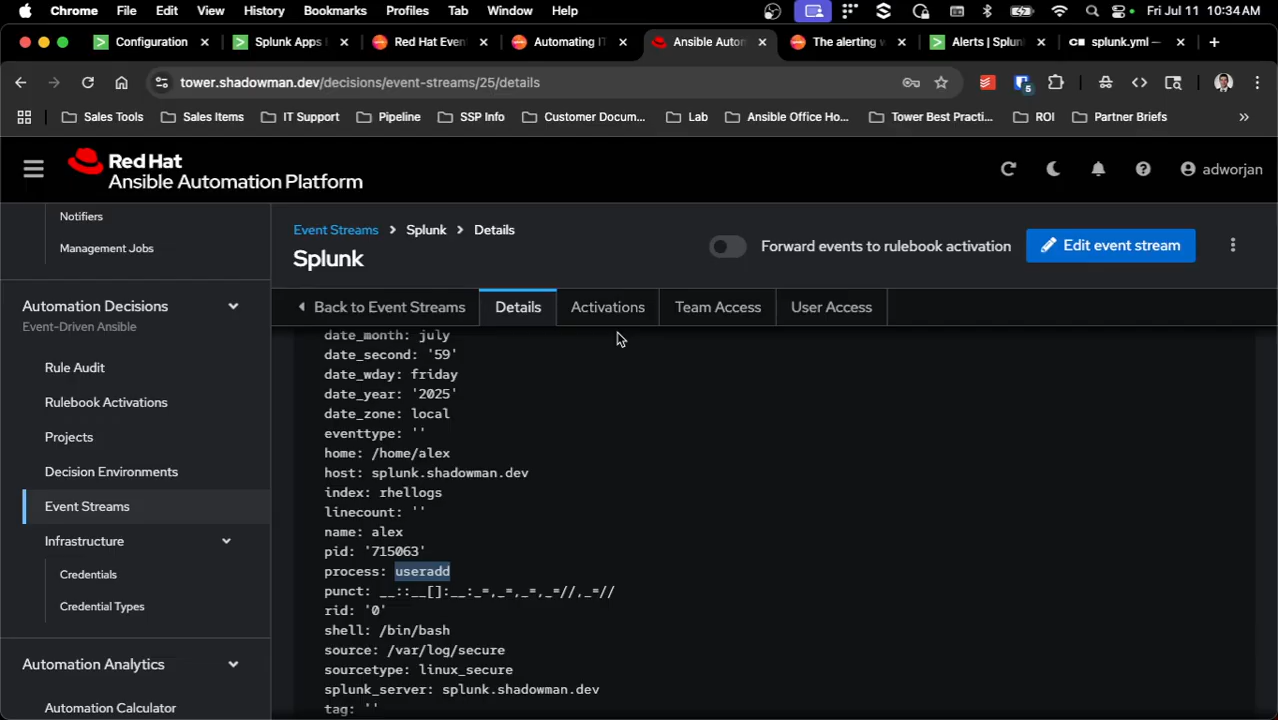 Chrome File Edit View History Bookmarks Profiles Tab Window Help Fri Jul 11 10:34 AM
Configuration Splunk Apps Red Hat Even Automating IT Ansible Autom The alerting w Alerts | Splun splunk.yml —
tower.shadowman.dev/decisions/event-streams/25/details 5
Sales Tools Sales Items IT Support Pipeline SSP Info Customer Docum... Lab Ansible Office Ho... Tower Best Practi... ROI Partner Briefs
Red Hat
Ansible Automation Platform
adworjan
Notifiers
Management Jobs
Automation Decisions
Event-Driven Ansible
Rule Audit
Rulebook Activations
Projects
Decision Environments
Event Streams
Infrastructure
Credentials
Credential Types
Automation Analytics
Automation Calculator
Event Streams Splunk Details
Splunk
Forward events to rulebook activation
Edit event stream
Back to Event Streams Details Activations Team Access User Access
date_month: july
date_second: '59'
date_wday: friday
date_year: '2025'
date_zone: local
eventtype: ''
home: /home/alex
host: splunk.shadowman.dev
index: rhellogs
linecount: ''
name: alex
pid: '715063'
process: useradd
punct: __::__[]:__:_=,_=,_=,_=//,_=//
rid: '0'
shell: /bin/bash
source: /var/log/secure
sourcetype: linux_secure
splunk_server: splunk.shadowman.dev
tag: ''